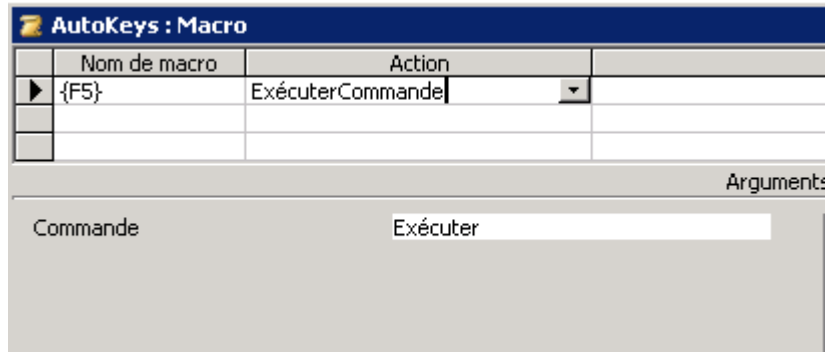 AutoKeys : Macro
Nom de macro Action
{F5} ExécuterCommande
Arguments
Commande Exécuter